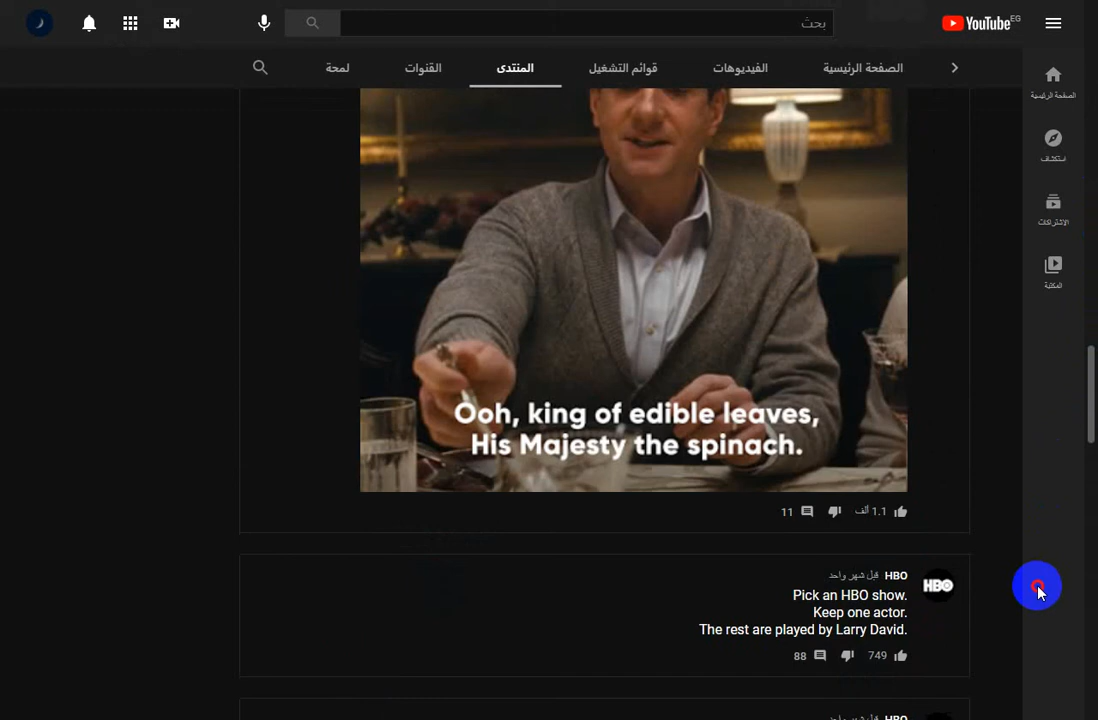 YouTube EG
بحث
الصفحة الرئيسية
الفيديوهات
قوائم التشغيل
المنتدى
القنوات
لمحة
الصفحة الرئيسية
استكشاف
الاشتراكات
المكتبة
Ooh, king of edible leaves,
His Majesty the spinach.
1.1 ألف
11
HBO قبل شهر واحد
HBO
Pick an HBO show.
Keep one actor.
The rest are played by Larry David.
749
88
HBO